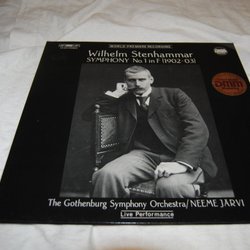 WORLD PREMIERE RECORDING
Wilhelm Stenhammar
SYMPHONY No.1 in F (1902-03)
DMM
The Gothenburg Symphony Orchestra/NEEME JÄRVI
Live Performance